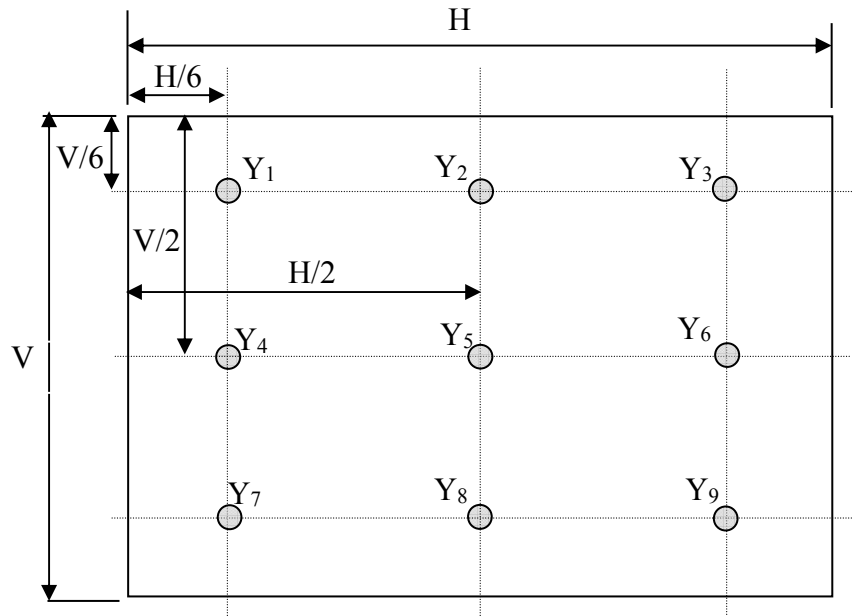 H
H/6
V/6
Y₁ Y₂ Y₃
V/2
H/2
V
Y₄ Y₅ Y₆
Y₇ Y₈ Y₉